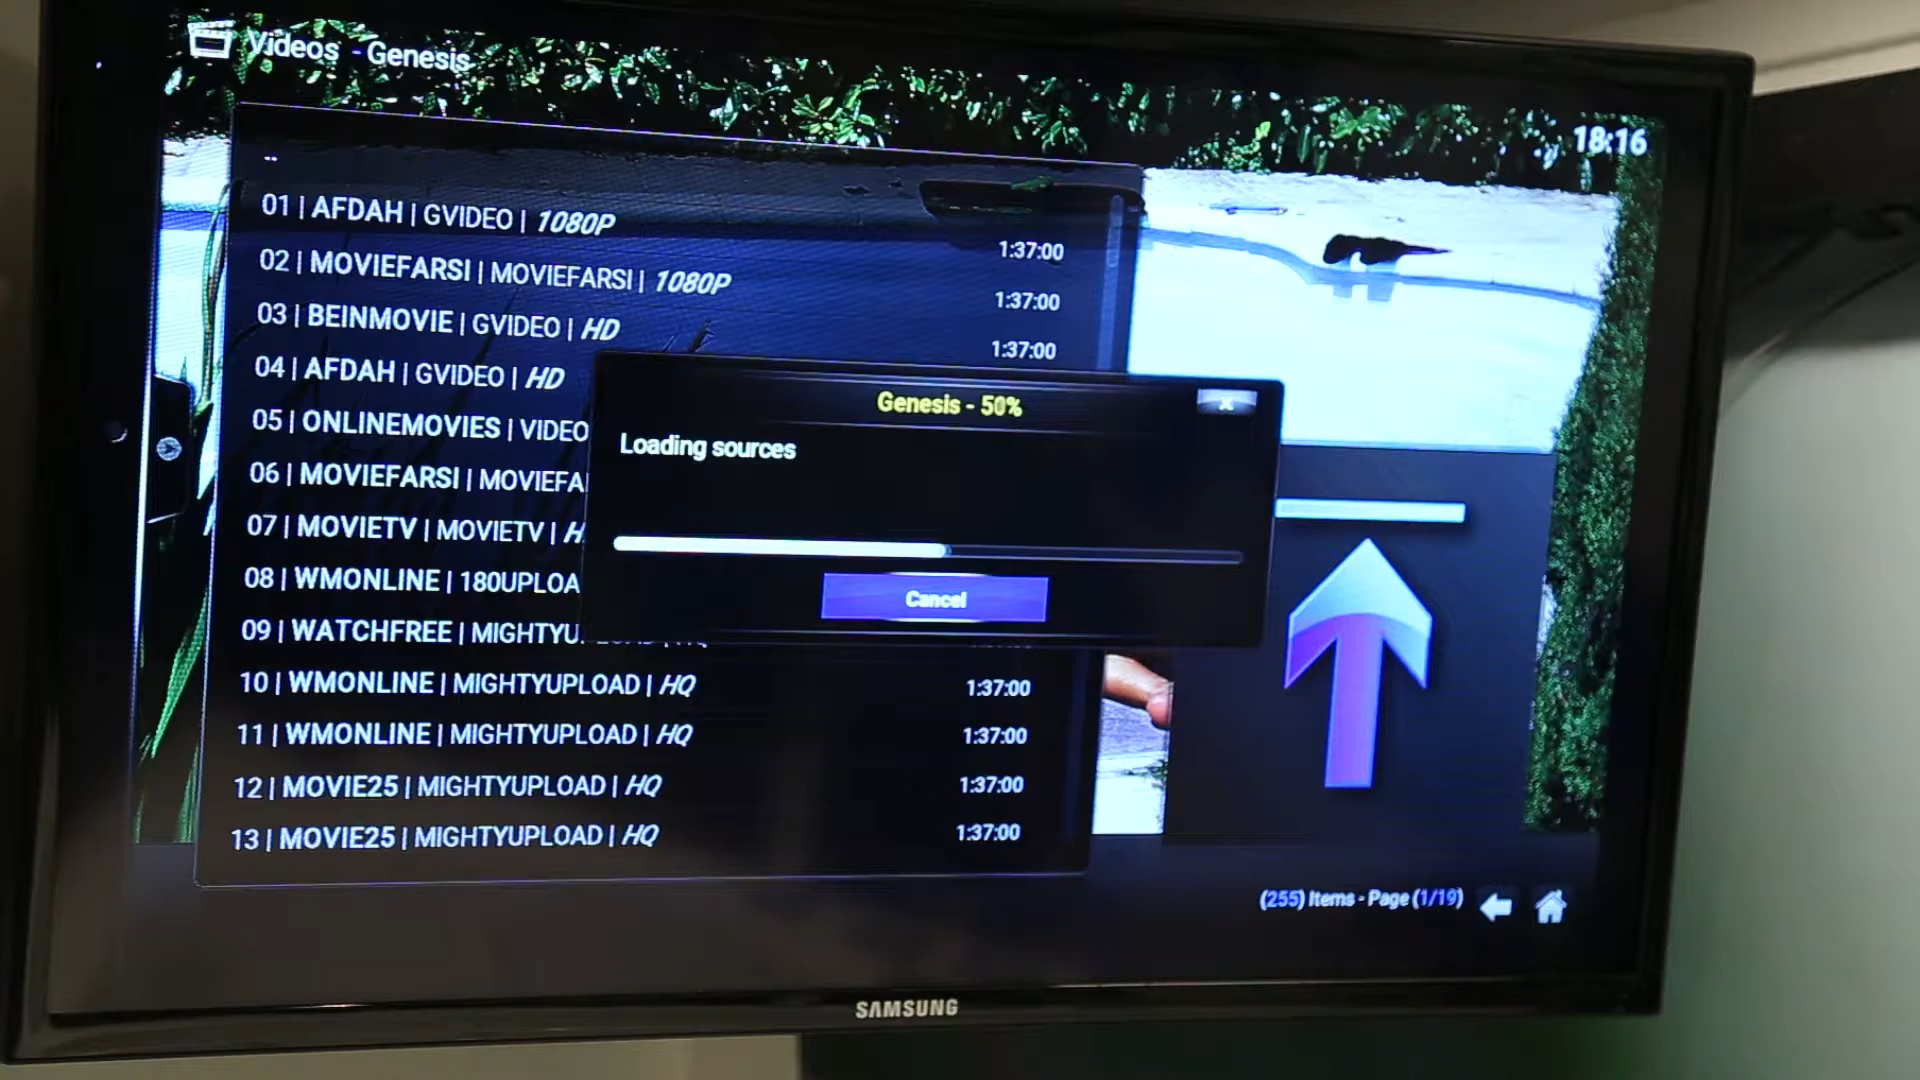 Videos - Genesis
18:16
..
01 | AFDAH | GVIDEO | 1080P
1:37:00
02 | MOVIEFARSI | MOVIEFARSI | 1080P
1:37:00
03 | BEINMOVIE | GVIDEO | HD
1:37:00
04 | AFDAH | GVIDEO | HD
05 | ONLINEMOVIES | VIDEO
06 | MOVIEFARSI | MOVIEFA
07 | MOVIETV | MOVIETV | H
08 | WMONLINE | 180UPLOA
09 | WATCHFREE | MIGHTYU
10 | WMONLINE | MIGHTYUPLOAD | HQ
1:37:00
11 | WMONLINE | MIGHTYUPLOAD | HQ
1:37:00
12 | MOVIE25 | MIGHTYUPLOAD | HQ
1:37:00
13 | MOVIE25 | MIGHTYUPLOAD | HQ
1:37:00
Genesis - 50%
x
Loading sources
Cancel
(255) Items - Page (1/19)
SAMSUNG